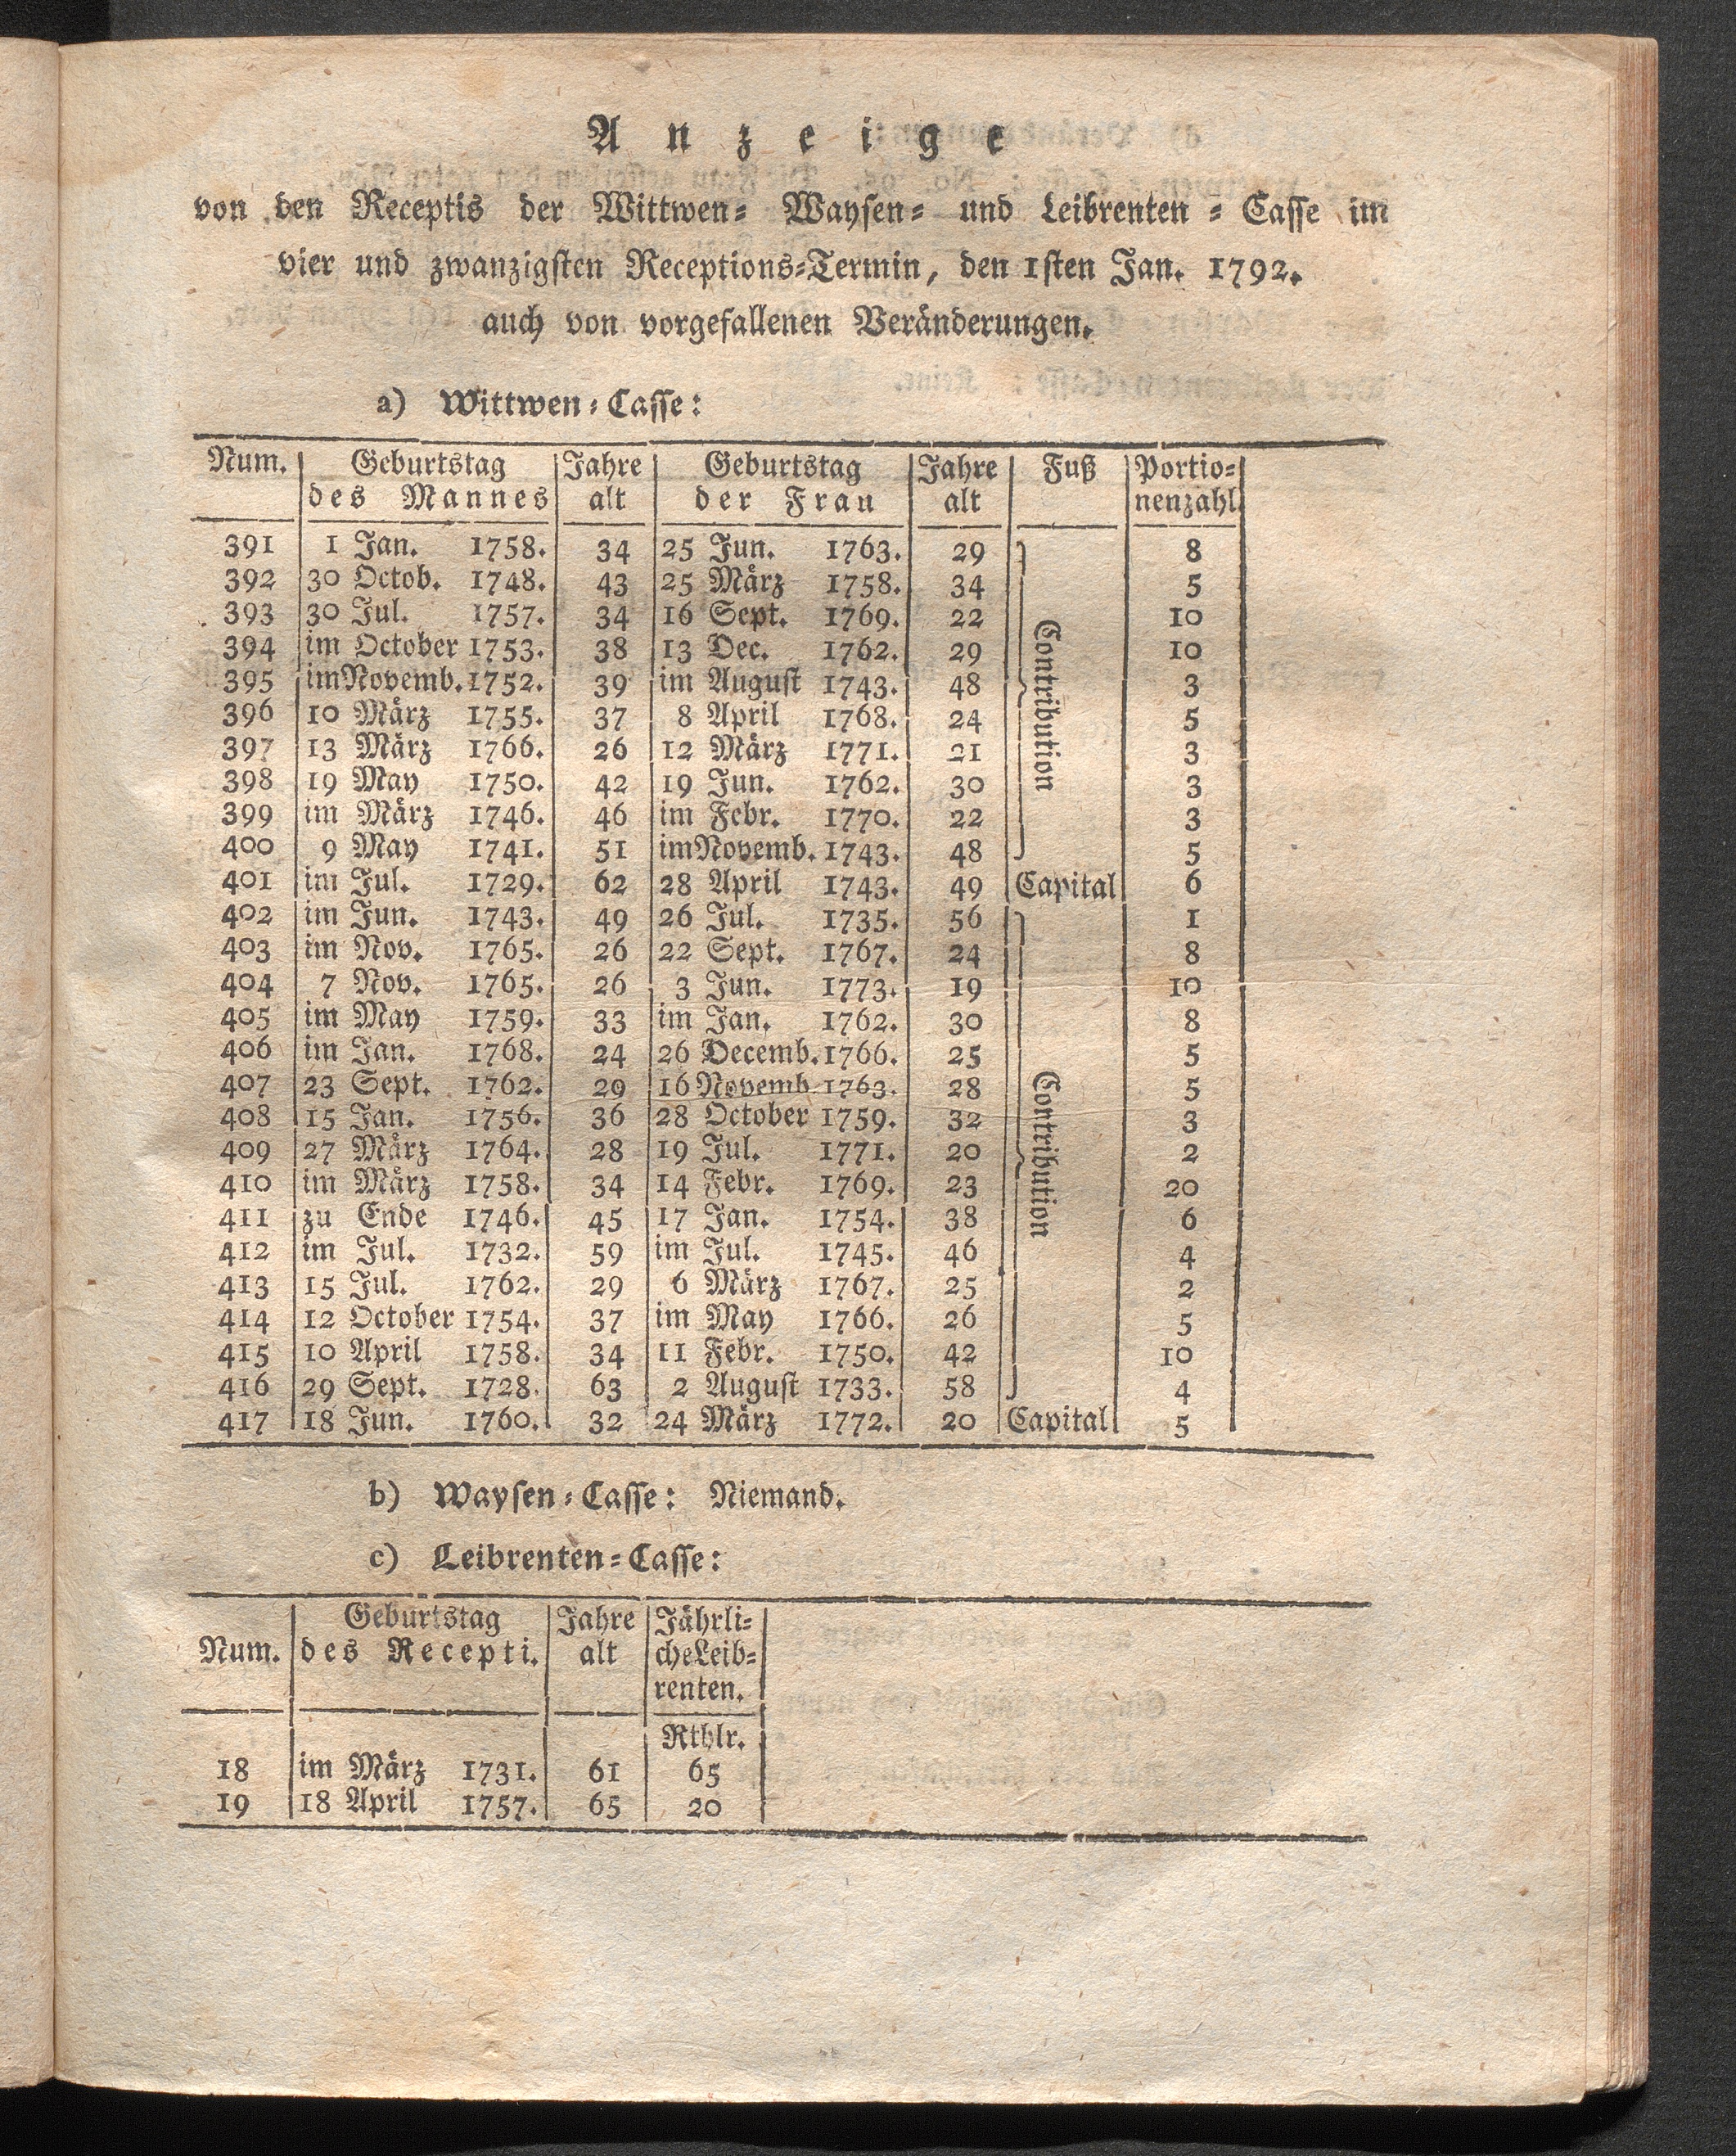 Anzeige
von den Receptis der Wittwen= Waysen= und Leibrenten = Casse im
vier und zwanzigsten Receptions=Termin, den 1sten Jan. 1792.
auch von vorgefallenen Veränderungen.
a) Wittwen=Casse:
Num. Geburtstag Jahre Geburtstag Jahre Fuß Portio=
des Mannes alt der Frau alt nenzahl
391 1 Jan. 1758. 34 25 Jun. 1763. 29 8
392 30 Octob. 1748. 43 25 März 1758. 34 5
393 30 Jul. 1757. 34 16 Sept. 1769. 22 10
394 im October 1753. 38 13 Dec. 1762. 29 10
395 im Novemb. 1752. 39 im August 1743. 48 3
396 10 März 1755. 37 8 April 1768. 24 5
Contribution
397 13 März 1766. 26 12 März 1771. 21 3
398 19 May 1750. 42 19 Jun. 1762. 30 3
399 im März 1746. 46 im Febr. 1770. 22 3
400 9 May 1741. 51 im Novemb. 1743. 48 5
401 im Jul. 1729. 62 28 April 1743. 49 Capital 6
402 im Jun. 1743. 49 26 Jul. 1735. 56 1
403 im Nov. 1765. 26 22 Sept. 1767. 24 8
404 7 Nov. 1765. 26 3 Jun. 1773. 19 10
405 im May 1759. 33 im Jan. 1762. 30 8
406 im Jan. 1768. 24 26 Decemb. 1766. 25 5
407 23 Sept. 1762. 29 16 Novemb. 1763. 28 5
408 15 Jan. 1756. 36 28 October 1759. 32 3
409 27 März 1764. 28 19 Jul. 1771. 20 2
Contribution
410 im März 1758. 34 14 Febr. 1769. 23 20
411 zu Ende 1746. 45 17 Jan. 1754. 38 6
412 im Jul. 1732. 59 im Jul. 1745. 46 4
413 15 Jul. 1762. 29 6 März 1767. 25 2
414 12 October 1754. 37 im May 1766. 26 5
415 10 April 1758. 34 11 Febr. 1750. 42 10
416 29 Sept. 1728. 63 2 August 1733. 58 4
417 18 Jun. 1760. 32 24 März 1772. 20 Capital 5
b) Waysen=Casse: Niemand.
c) Leibrenten=Casse:
Geburtstag Jahre Jährli=
Num. des Recepti. alt che Leib=
renten.
Rthlr.
18 im März 1731. 61 65
19 18 April 1757. 65 20